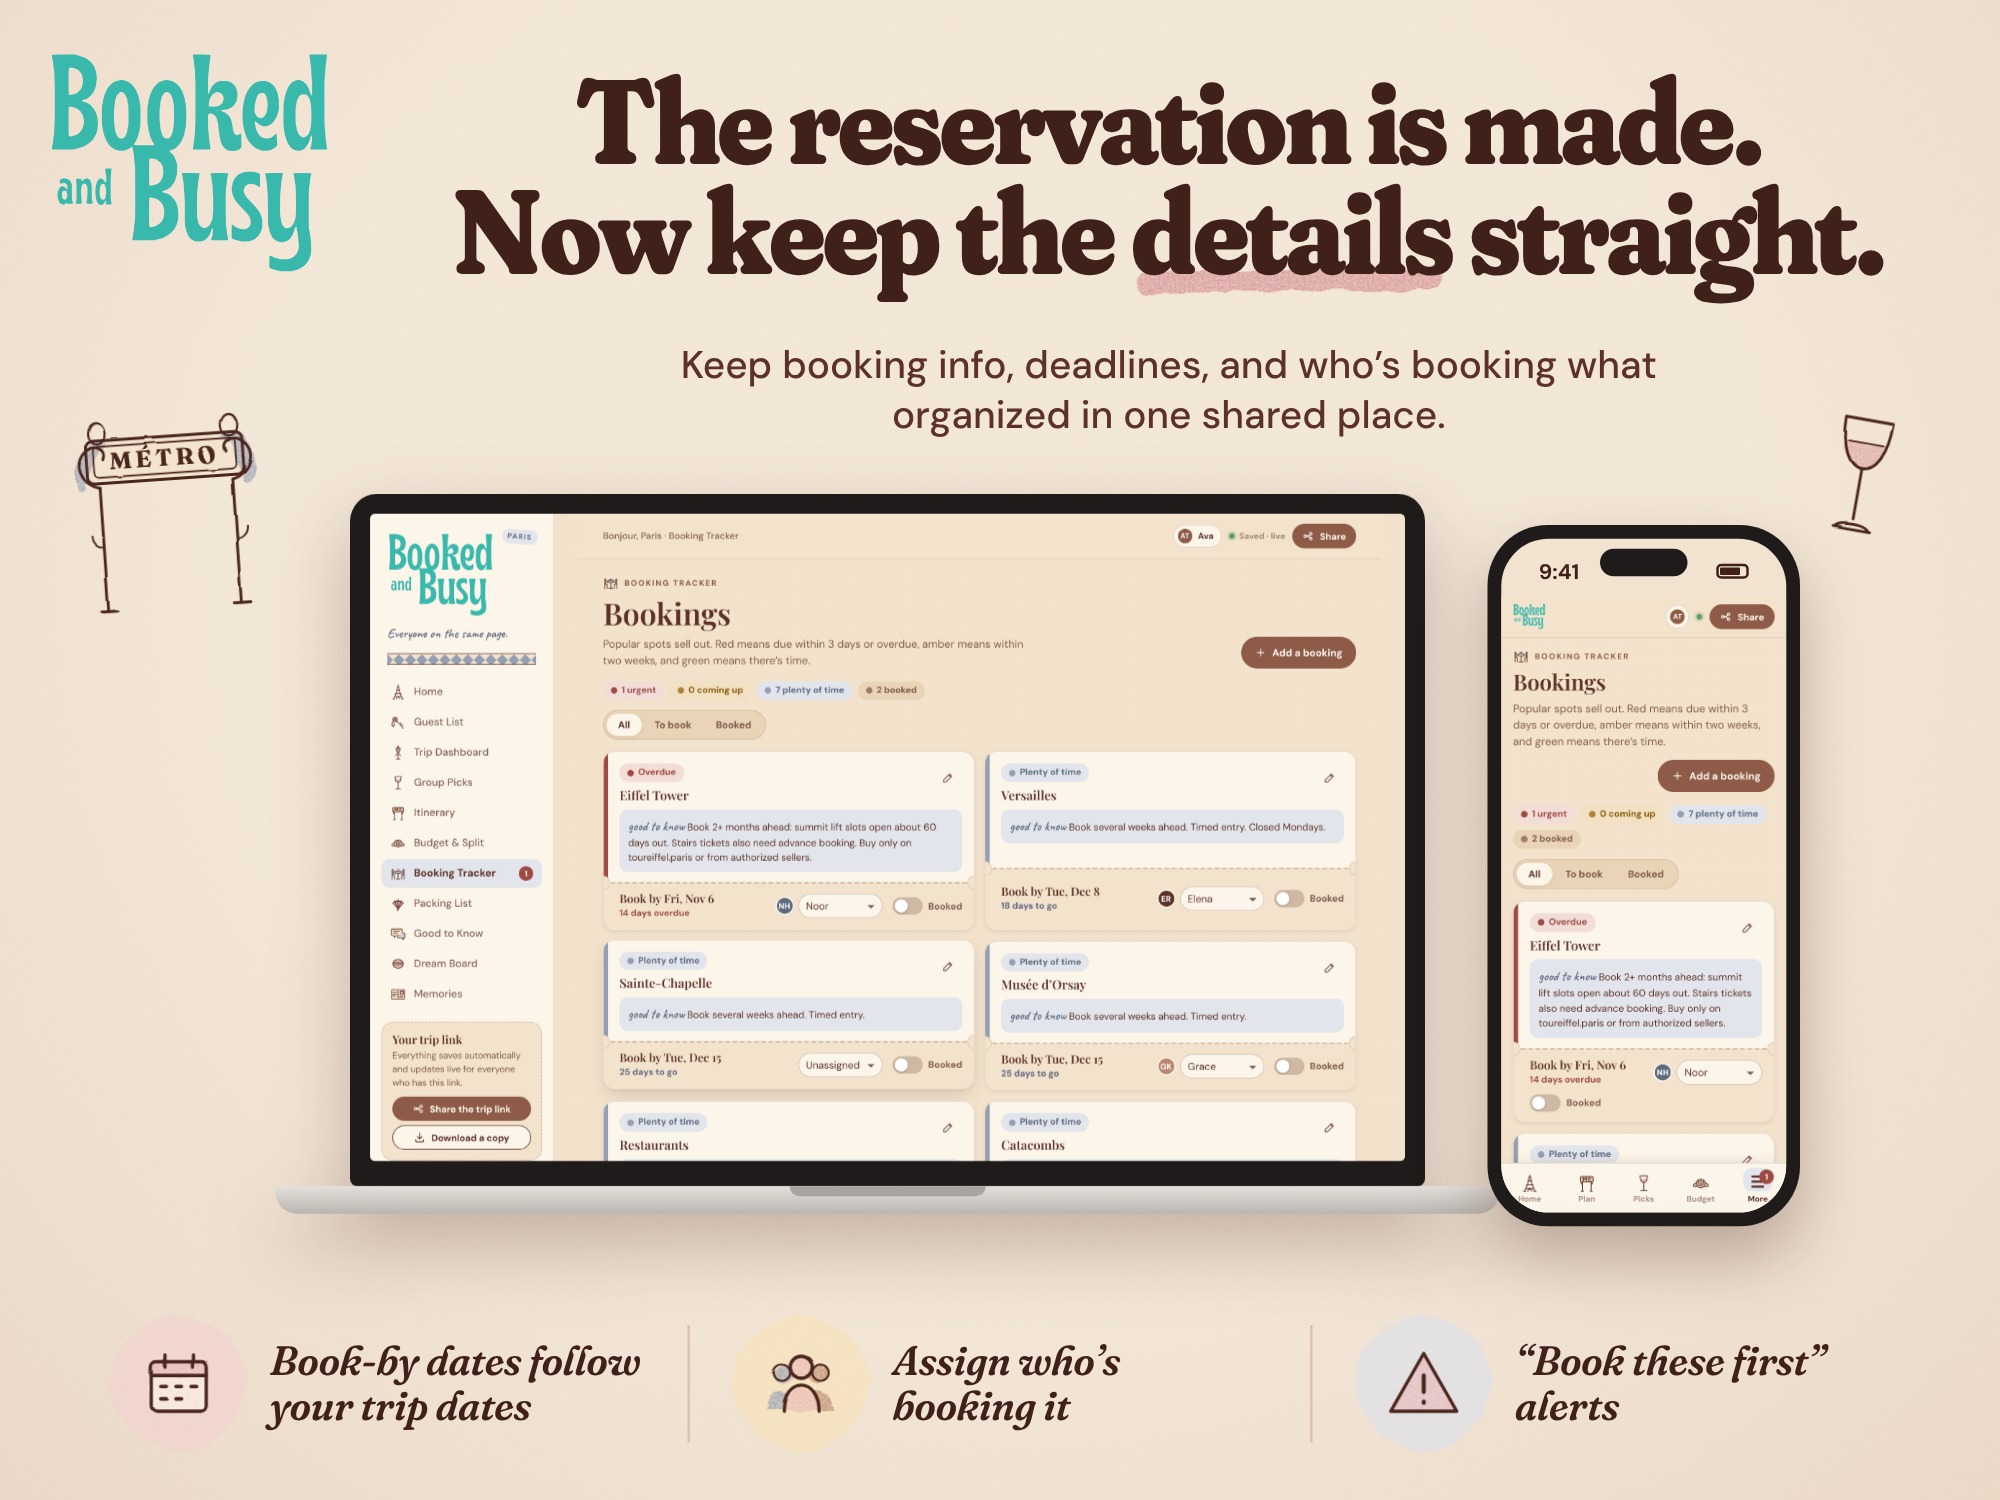 Booked
and Busy
The reservation is made.
Now keep the details straight.
Keep booking info, deadlines, and who's booking what
organized in one shared place.
MÉTRO
Booked
and Busy
PARIS
Everyone on the same page.
Home
Guest List
Trip Dashboard
Group Picks
Itinerary
Budget & Split
Booking Tracker 1
Packing List
Good to Know
Dream Board
Memories
Your trip link
Everything saves automatically
and updates live for everyone
who has this link.
Share the trip link
Download a copy
Bonjour, Paris · Booking Tracker
AT Ava Saved · live Share
BOOKING TRACKER
Bookings
Popular spots sell out. Red means due within 3 days or overdue, amber means within
two weeks, and green means there's time.
+ Add a booking
1 urgent 0 coming up 7 plenty of time 2 booked
All To book Booked
Overdue
Eiffel Tower
good to know Book 2+ months ahead: summit lift slots open about 60
days out. Stairs tickets also need advance booking. Buy only on
toureiffel.paris or from authorized sellers.
Book by Fri, Nov 6
14 days overdue
NH Noor Booked
Plenty of time
Versailles
good to know Book several weeks ahead. Timed entry. Closed Mondays.
Book by Tue, Dec 8
18 days to go
ER Elena Booked
Plenty of time
Sainte-Chapelle
good to know Book several weeks ahead. Timed entry.
Book by Tue, Dec 15
25 days to go
Unassigned Booked
Plenty of time
Musée d'Orsay
good to know Book several weeks ahead. Timed entry.
Book by Tue, Dec 15
25 days to go
GK Grace Booked
Plenty of time
Restaurants
Plenty of time
Catacombs
9:41
Booked
and Busy
AT Share
BOOKING TRACKER
Bookings
Popular spots sell out. Red means due within 3
days or overdue, amber means within two weeks,
and green means there's time.
+ Add a booking
1 urgent 0 coming up 7 plenty of time
2 booked
All To book Booked
Overdue
Eiffel Tower
good to know Book 2+ months ahead: summit
lift slots open about 60 days out. Stairs tickets
also need advance booking. Buy only on
toureiffel.paris or from authorized sellers.
Book by Fri, Nov 6
14 days overdue
NH Noor
Booked
Plenty of time
Home Plan Picks Budget More 1
Book-by dates follow
your trip dates
Assign who's
booking it
“Book these first”
alerts